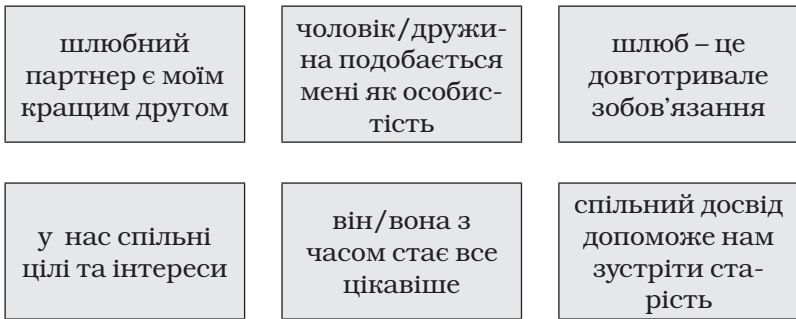 шлюбний
партнер є моїм
кращим другом
чоловік/дружи-
на подобається
мені як особис-
тість
шлюб – це
довготривале
зобов’язання
у нас спільні
цілі та інтереси
він/вона з
часом стає все
цікавіше
спільний досвід
допоможе нам
зустріти ста-
рість